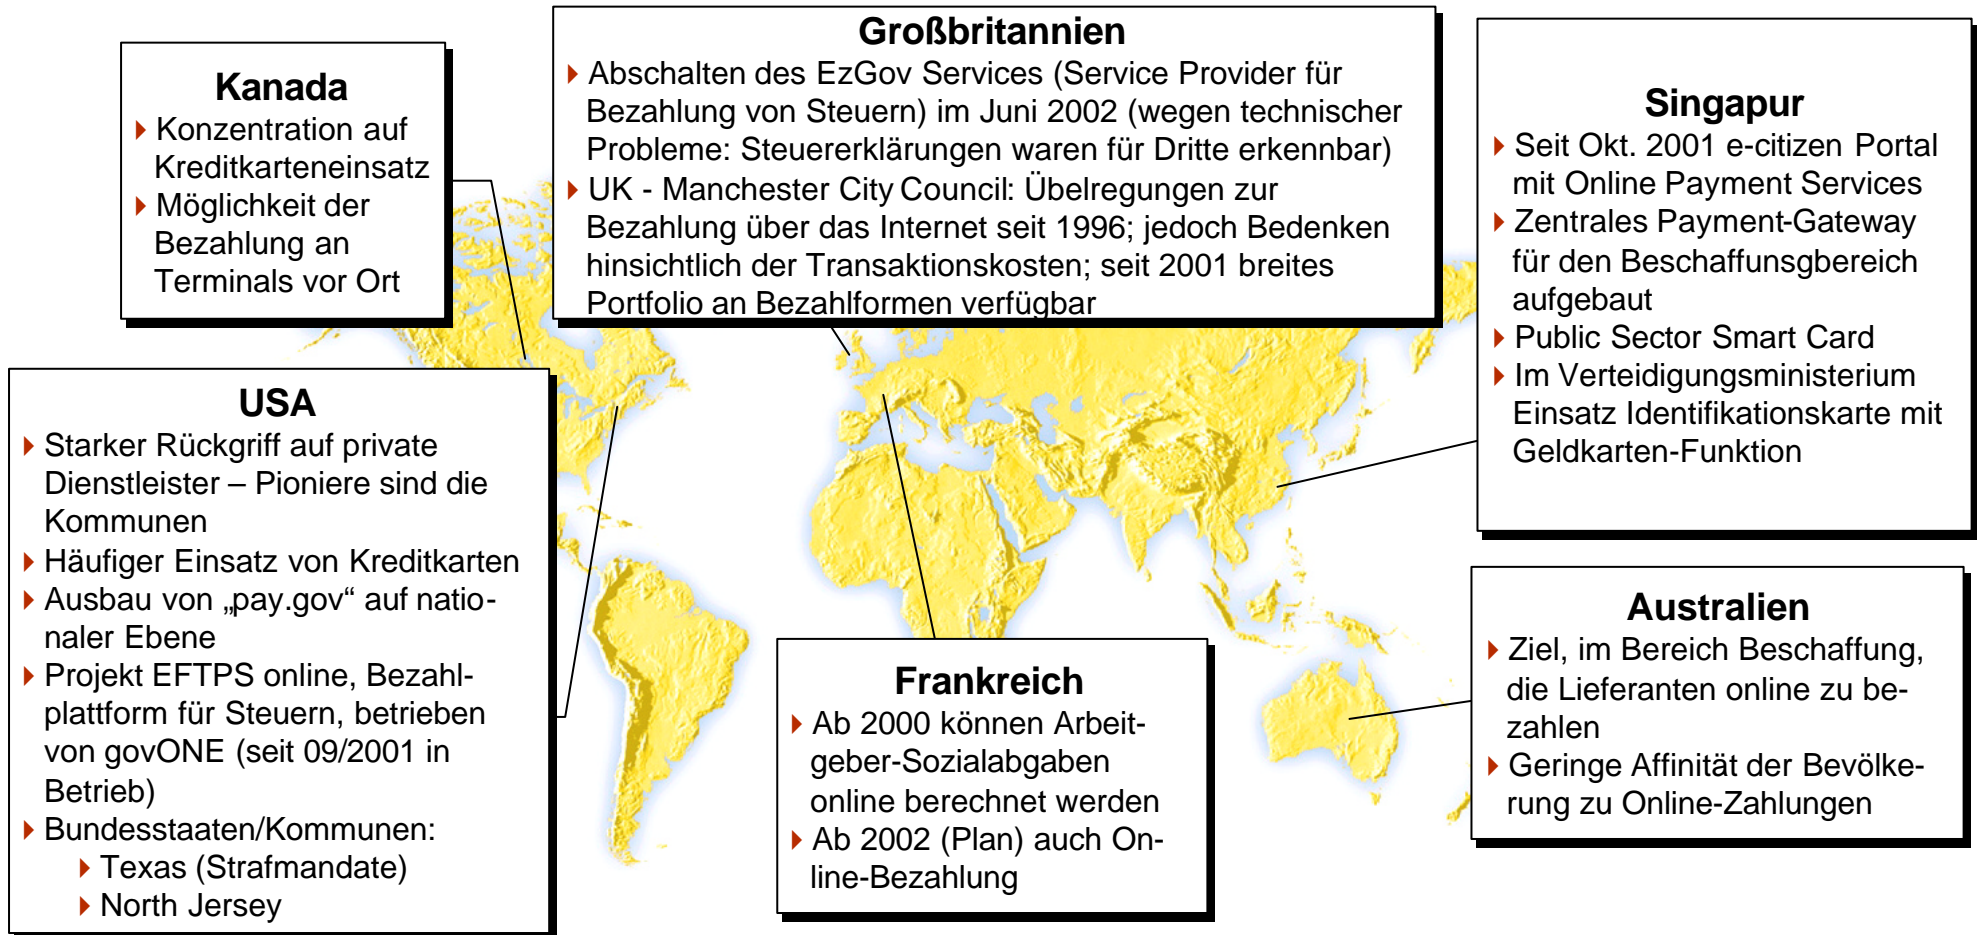 Kanada
Konzentration auf
Kreditkarteneinsatz
Möglichkeit der
Bezahlung an
Terminals vor Ort
Großbritannien
Abschalten des EzGov Services (Service Provider für
Bezahlung von Steuern) im Juni 2002 (wegen technischer
Probleme: Steuererklärungen waren für Dritte erkennbar)
UK - Manchester City Council: Übelregungen zur
Bezahlung über das Internet seit 1996; jedoch Bedenken
hinsichtlich der Transaktionskosten; seit 2001 breites
Portfolio an Bezahlformen verfügbar
Singapur
Seit Okt. 2001 e-citizen Portal
mit Online Payment Services
Zentrales Payment-Gateway
für den Beschaffunsgbereich
aufgebaut
Public Sector Smart Card
Im Verteidigungsministerium
Einsatz Identifikationskarte mit
Geldkarten-Funktion
USA
Starker Rückgriff auf private
Dienstleister – Pioniere sind die
Kommunen
Häufiger Einsatz von Kreditkarten
Ausbau von „pay.gov“ auf natio-
naler Ebene
Projekt EFTPS online, Bezahl-
plattform für Steuern, betrieben
von govONE (seit 09/2001 in
Betrieb)
Bundesstaaten/Kommunen:
Texas (Strafmandate)
North Jersey
Frankreich
Ab 2000 können Arbeit-
geber-Sozialabgaben
online berechnet werden
Ab 2002 (Plan) auch On-
line-Bezahlung
Australien
Ziel, im Bereich Beschaffung,
die Lieferanten online zu be-
zahlen
Geringe Affinität der Bevölke-
rung zu Online-Zahlungen